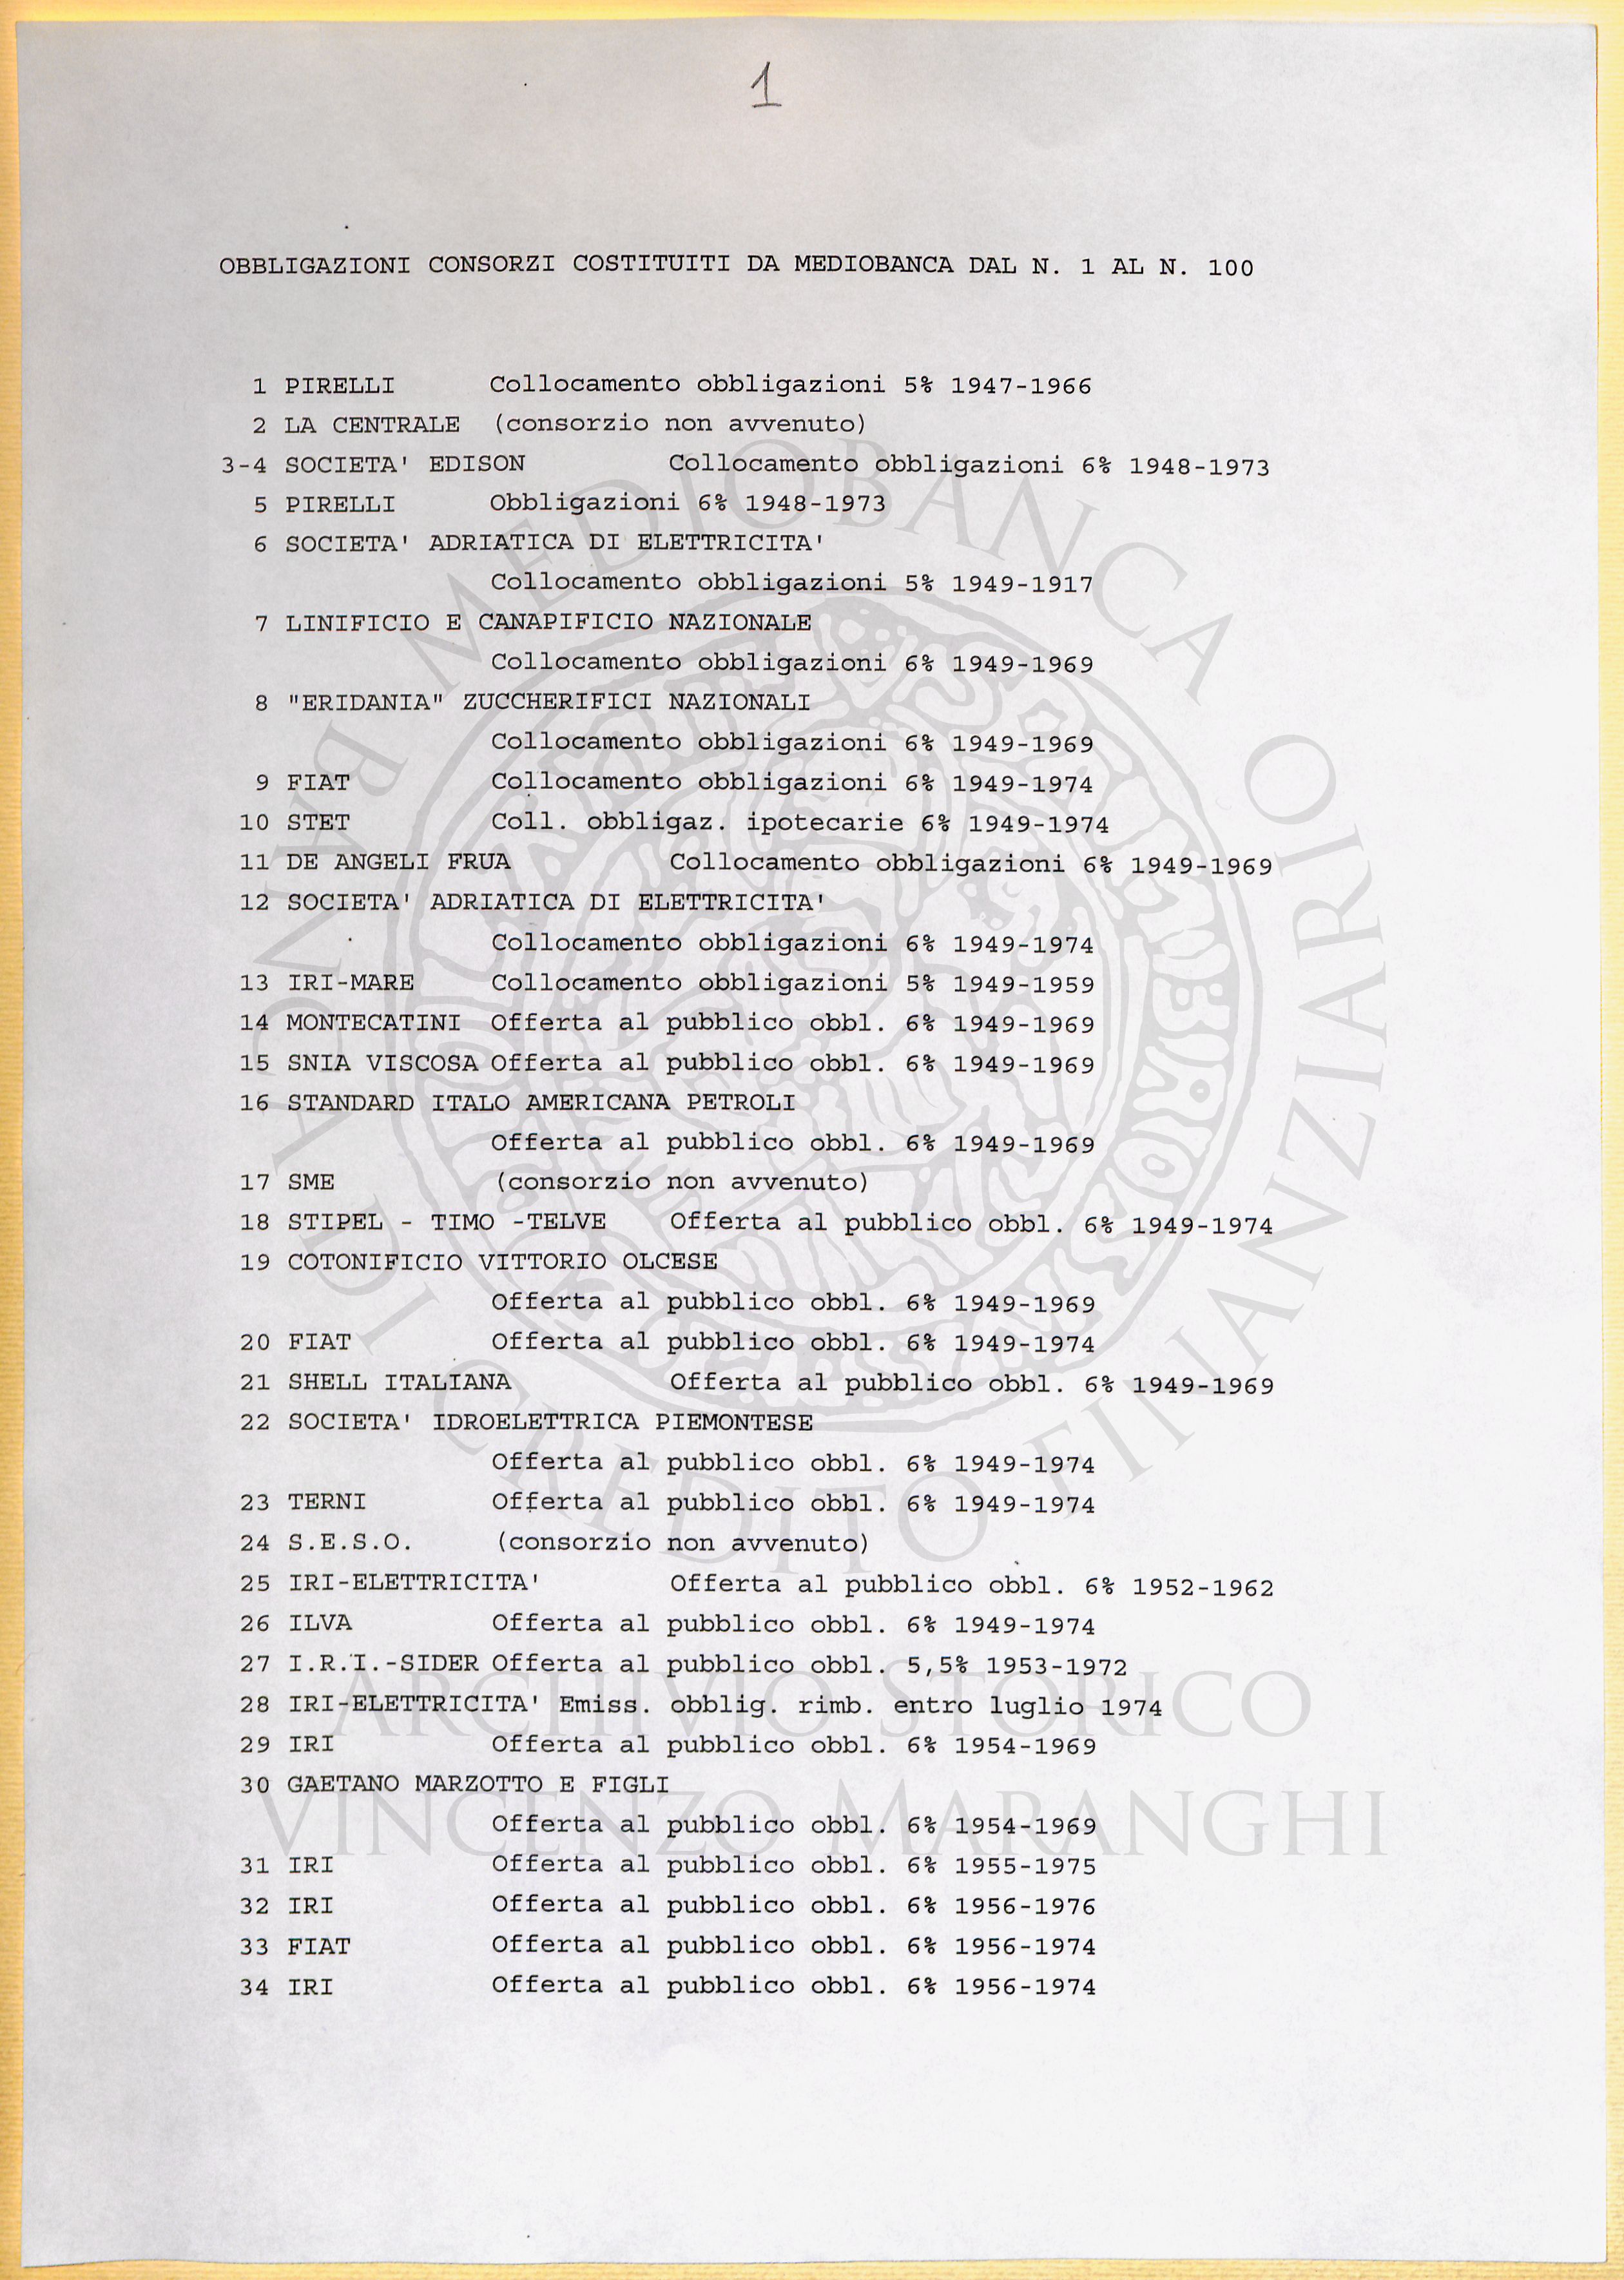 1
OBBLIGAZIONI CONSORZI COSTITUITI DA MEDIOBANCA DAL N. 1 AL N. 100
1 PIRELLI Collocamento obbligazioni 5% 1947-1966
2 LA CENTRALE (consorzio non avvenuto)
3-4 SOCIETA' EDISON Collocamento obbligazioni 6% 1948-1973
5 PIRELLI Obbligazioni 6% 1948-1973
6 SOCIETA' ADRIATICA DI ELETTRICITA'
Collocamento obbligazioni 5% 1949-1917
7 LINIFICIO E CANAPIFICIO NAZIONALE
Collocamento obbligazioni 6% 1949-1969
8 "ERIDANIA" ZUCCHERIFICI NAZIONALI
Collocamento obbligazioni 6% 1949-1969
9 FIAT Collocamento obbligazioni 6% 1949-1974
10 STET Coll. obbligaz. ipotecarie 6% 1949-1974
11 DE ANGELI FRUA Collocamento obbligazioni 6% 1949-1969
12 SOCIETA' ADRIATICA DI ELETTRICITA'
Collocamento obbligazioni 6% 1949-1974
13 IRI-MARE Collocamento obbligazioni 5% 1949-1959
14 MONTECATINI Offerta al pubblico obbl. 6% 1949-1969
15 SNIA VISCOSA Offerta al pubblico obbl. 6% 1949-1969
16 STANDARD ITALO AMERICANA PETROLI
Offerta al pubblico obbl. 6% 1949-1969
17 SME (consorzio non avvenuto)
18 STIPEL - TIMO -TELVE Offerta al pubblico obbl. 6% 1949-1974
19 COTONIFICIO VITTORIO OLCESE
Offerta al pubblico obbl. 6% 1949-1969
20 FIAT Offerta al pubblico obbl. 6% 1949-1974
21 SHELL ITALIANA Offerta al pubblico obbl. 6% 1949-1969
22 SOCIETA' IDROELETTRICA PIEMONTESE
Offerta al pubblico obbl. 6% 1949-1974
23 TERNI Offerta al pubblico obbl. 6% 1949-1974
24 S.E.S.O. (consorzio non avvenuto)
25 IRI-ELETTRICITA' Offerta al pubblico obbl. 6% 1952-1962
26 ILVA Offerta al pubblico obbl. 6% 1949-1974
27 I.R.I.-SIDER Offerta al pubblico obbl. 5,5% 1953-1972
28 IRI-ELETTRICITA' Emiss. obblig. rimb. entro luglio 1974
29 IRI Offerta al pubblico obbl. 6% 1954-1969
30 GAETANO MARZOTTO E FIGLI
Offerta al pubblico obbl. 6% 1954-1969
31 IRI Offerta al pubblico obbl. 6% 1955-1975
32 IRI Offerta al pubblico obbl. 6% 1956-1976
33 FIAT Offerta al pubblico obbl. 6% 1956-1974
34 IRI Offerta al pubblico obbl. 6% 1956-1974
MEDIOBANCA
BANCA DI CREDITO FINANZIARIO
ARCHIVIO STORICO
VINCENZO MARANGHI